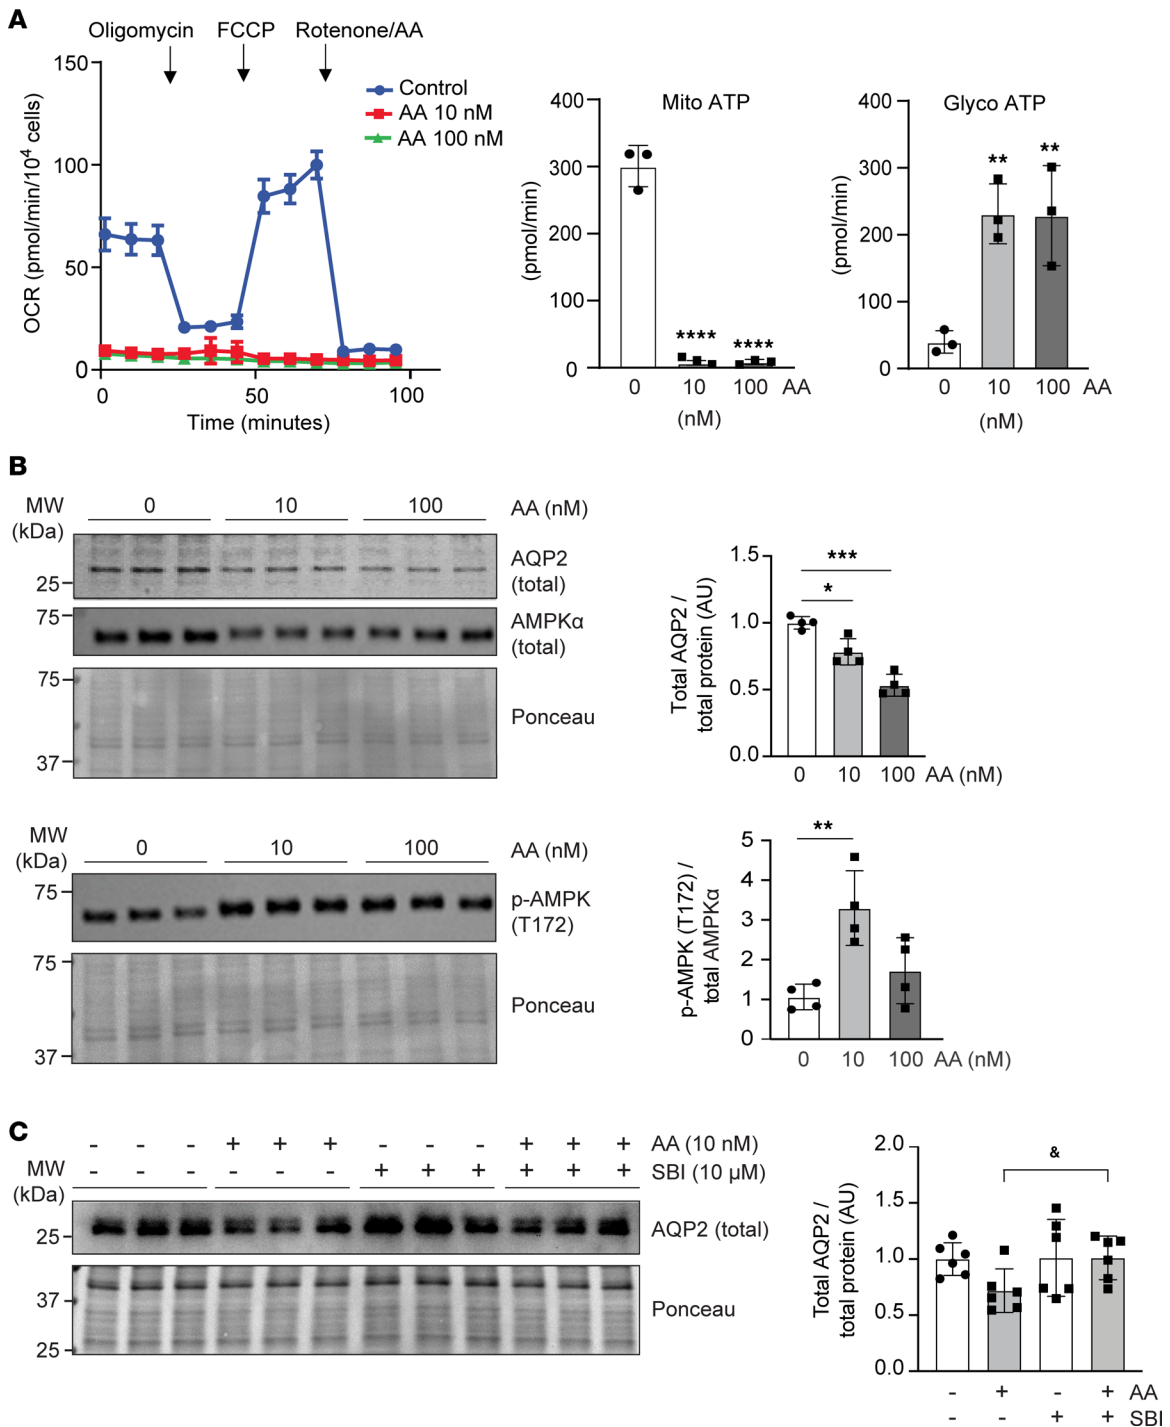 A
Oligomycin FCCP Rotenone/AA
150
100
50
0
OCR (pmol/min/10⁴ cells)
0 50 100
Time (minutes)
Control
AA 10 nM
AA 100 nM
Mito ATP
400
300
200
100
0
(pmol/min)
**** ****
0 10 100 AA
(nM)
Glyco ATP
400
300
200
100
0
(pmol/min)
** **
0 10 100 AA
(nM)
B
MW
(kDa)
0 10 100 AA (nM)
25
AQP2
(total)
75
AMPKα
(total)
75
37
Ponceau
1.5
1.0
0.5
0.0
Total AQP2 /
total protein (AU)
***
*
0 10 100 AA (nM)
MW
(kDa)
0 10 100 AA (nM)
75
p-AMPK
(T172)
75
37
Ponceau
5
4
3
2
1
0
p-AMPK (T172) /
total AMPKα
**
0 10 100 AA (nM)
C
- - - + + + - - - + + + AA (10 nM)
- - - - - - + + + + + + SBI (10 µM)
MW
(kDa)
25
AQP2 (total)
37
25
Ponceau
2.0
1.5
1.0
0.5
0.0
Total AQP2 /
total protein (AU)
&
- + - + AA
- - + + SBI